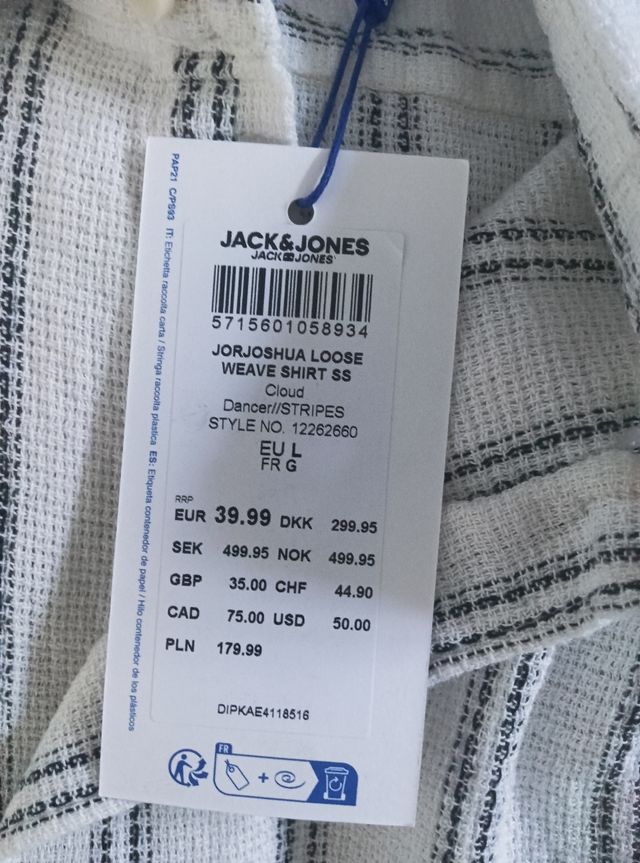 JACK&JONES
JACK&JONES
5715601058934
JORJOSHUA LOOSE
WEAVE SHIRT SS
Cloud
Dancer//STRIPES
STYLE NO. 12262660
EU L
FR G
RRP
EUR 39.99 DKK 299.95
SEK 499.95 NOK 499.95
GBP 35.00 CHF 44.90
CAD 75.00 USD 50.00
PLN 179.99
DIPKAE4118516
FR
+
PAP21 C/PS93 IT: Etichetta raccolta carta / Stringa raccolta plastica ES: Etiqueta contenedor de papel / Hilo contenedor de los plásticos